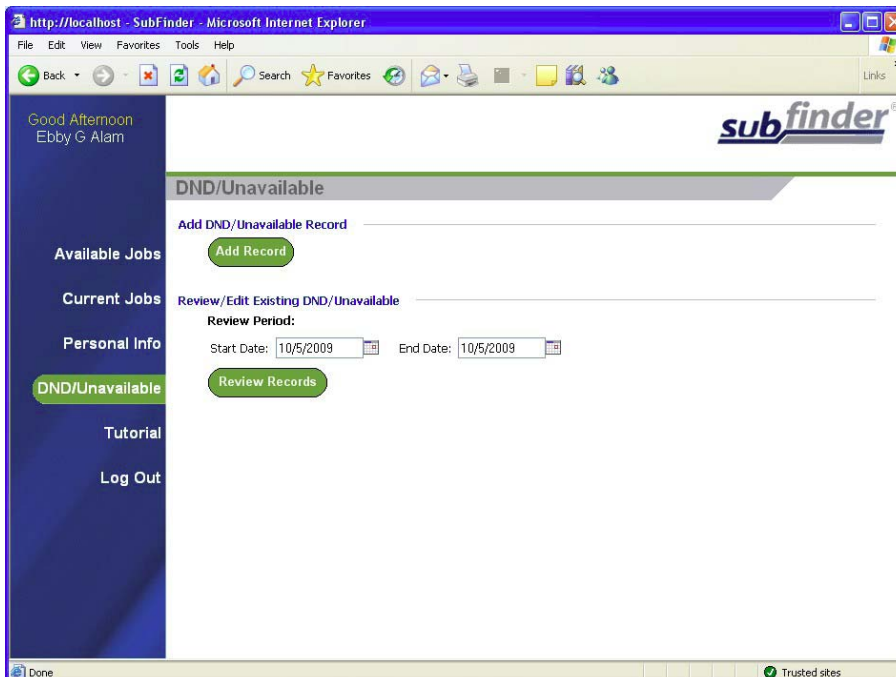 http://localhost - SubFinder - Microsoft Internet Explorer
File Edit View Favorites Tools Help
Back Search Favorites Links
Good Afternoon
Ebby G Alam
subfinder®
DND/Unavailable
Add DND/Unavailable Record
Add Record
Available Jobs
Current Jobs
Personal Info
DND/Unavailable
Tutorial
Log Out
Review/Edit Existing DND/Unavailable
Review Period:
Start Date: 10/5/2009 End Date: 10/5/2009
Review Records
Done Trusted sites